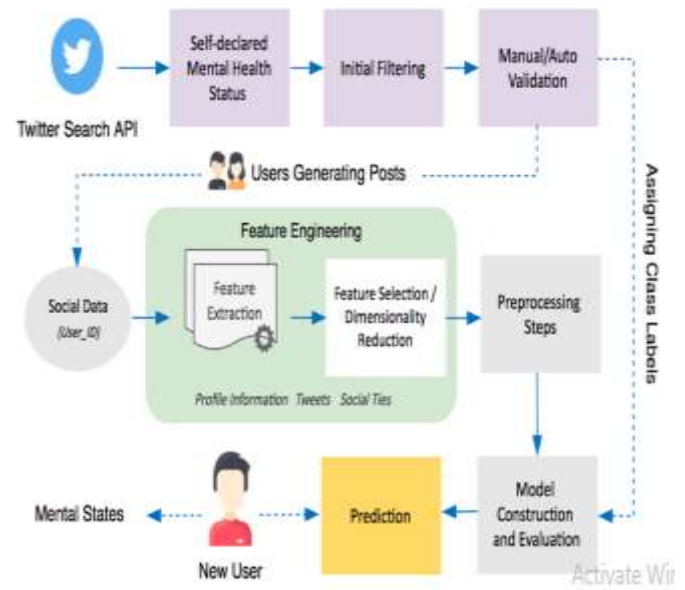 Self-declared
Mental Health
Status
Initial Filtering
Manual/Auto
Validation
Twitter Search API
Users Generating Posts
Assigning Class Labels
Feature Engineering
Social Data
(User_ID)
Feature
Extraction
Feature Selection /
Dimensionality
Reduction
Preprocessing
Steps
Profile Information Tweets Social Ties
Mental States
New User
Prediction
Model
Construction
and Evaluation
Activate Win